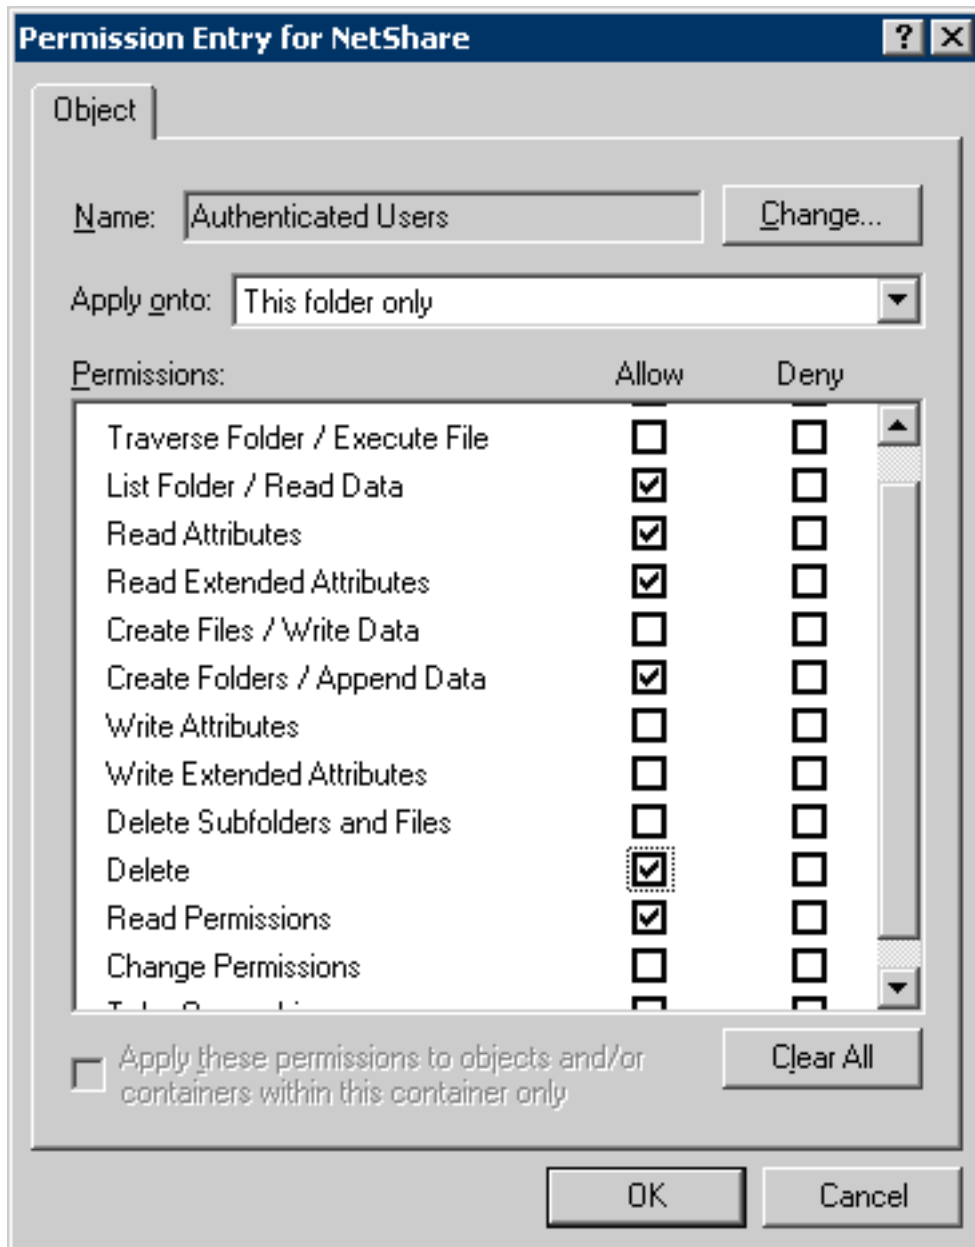 Permission Entry for NetShare
Object
Name: Authenticated Users Change...
Apply onto: This folder only
Permissions: Allow Deny
Traverse Folder / Execute File
List Folder / Read Data
Read Attributes
Read Extended Attributes
Create Files / Write Data
Create Folders / Append Data
Write Attributes
Write Extended Attributes
Delete Subfolders and Files
Delete
Read Permissions
Change Permissions
Apply these permissions to objects and/or
containers within this container only
Clear All
OK Cancel